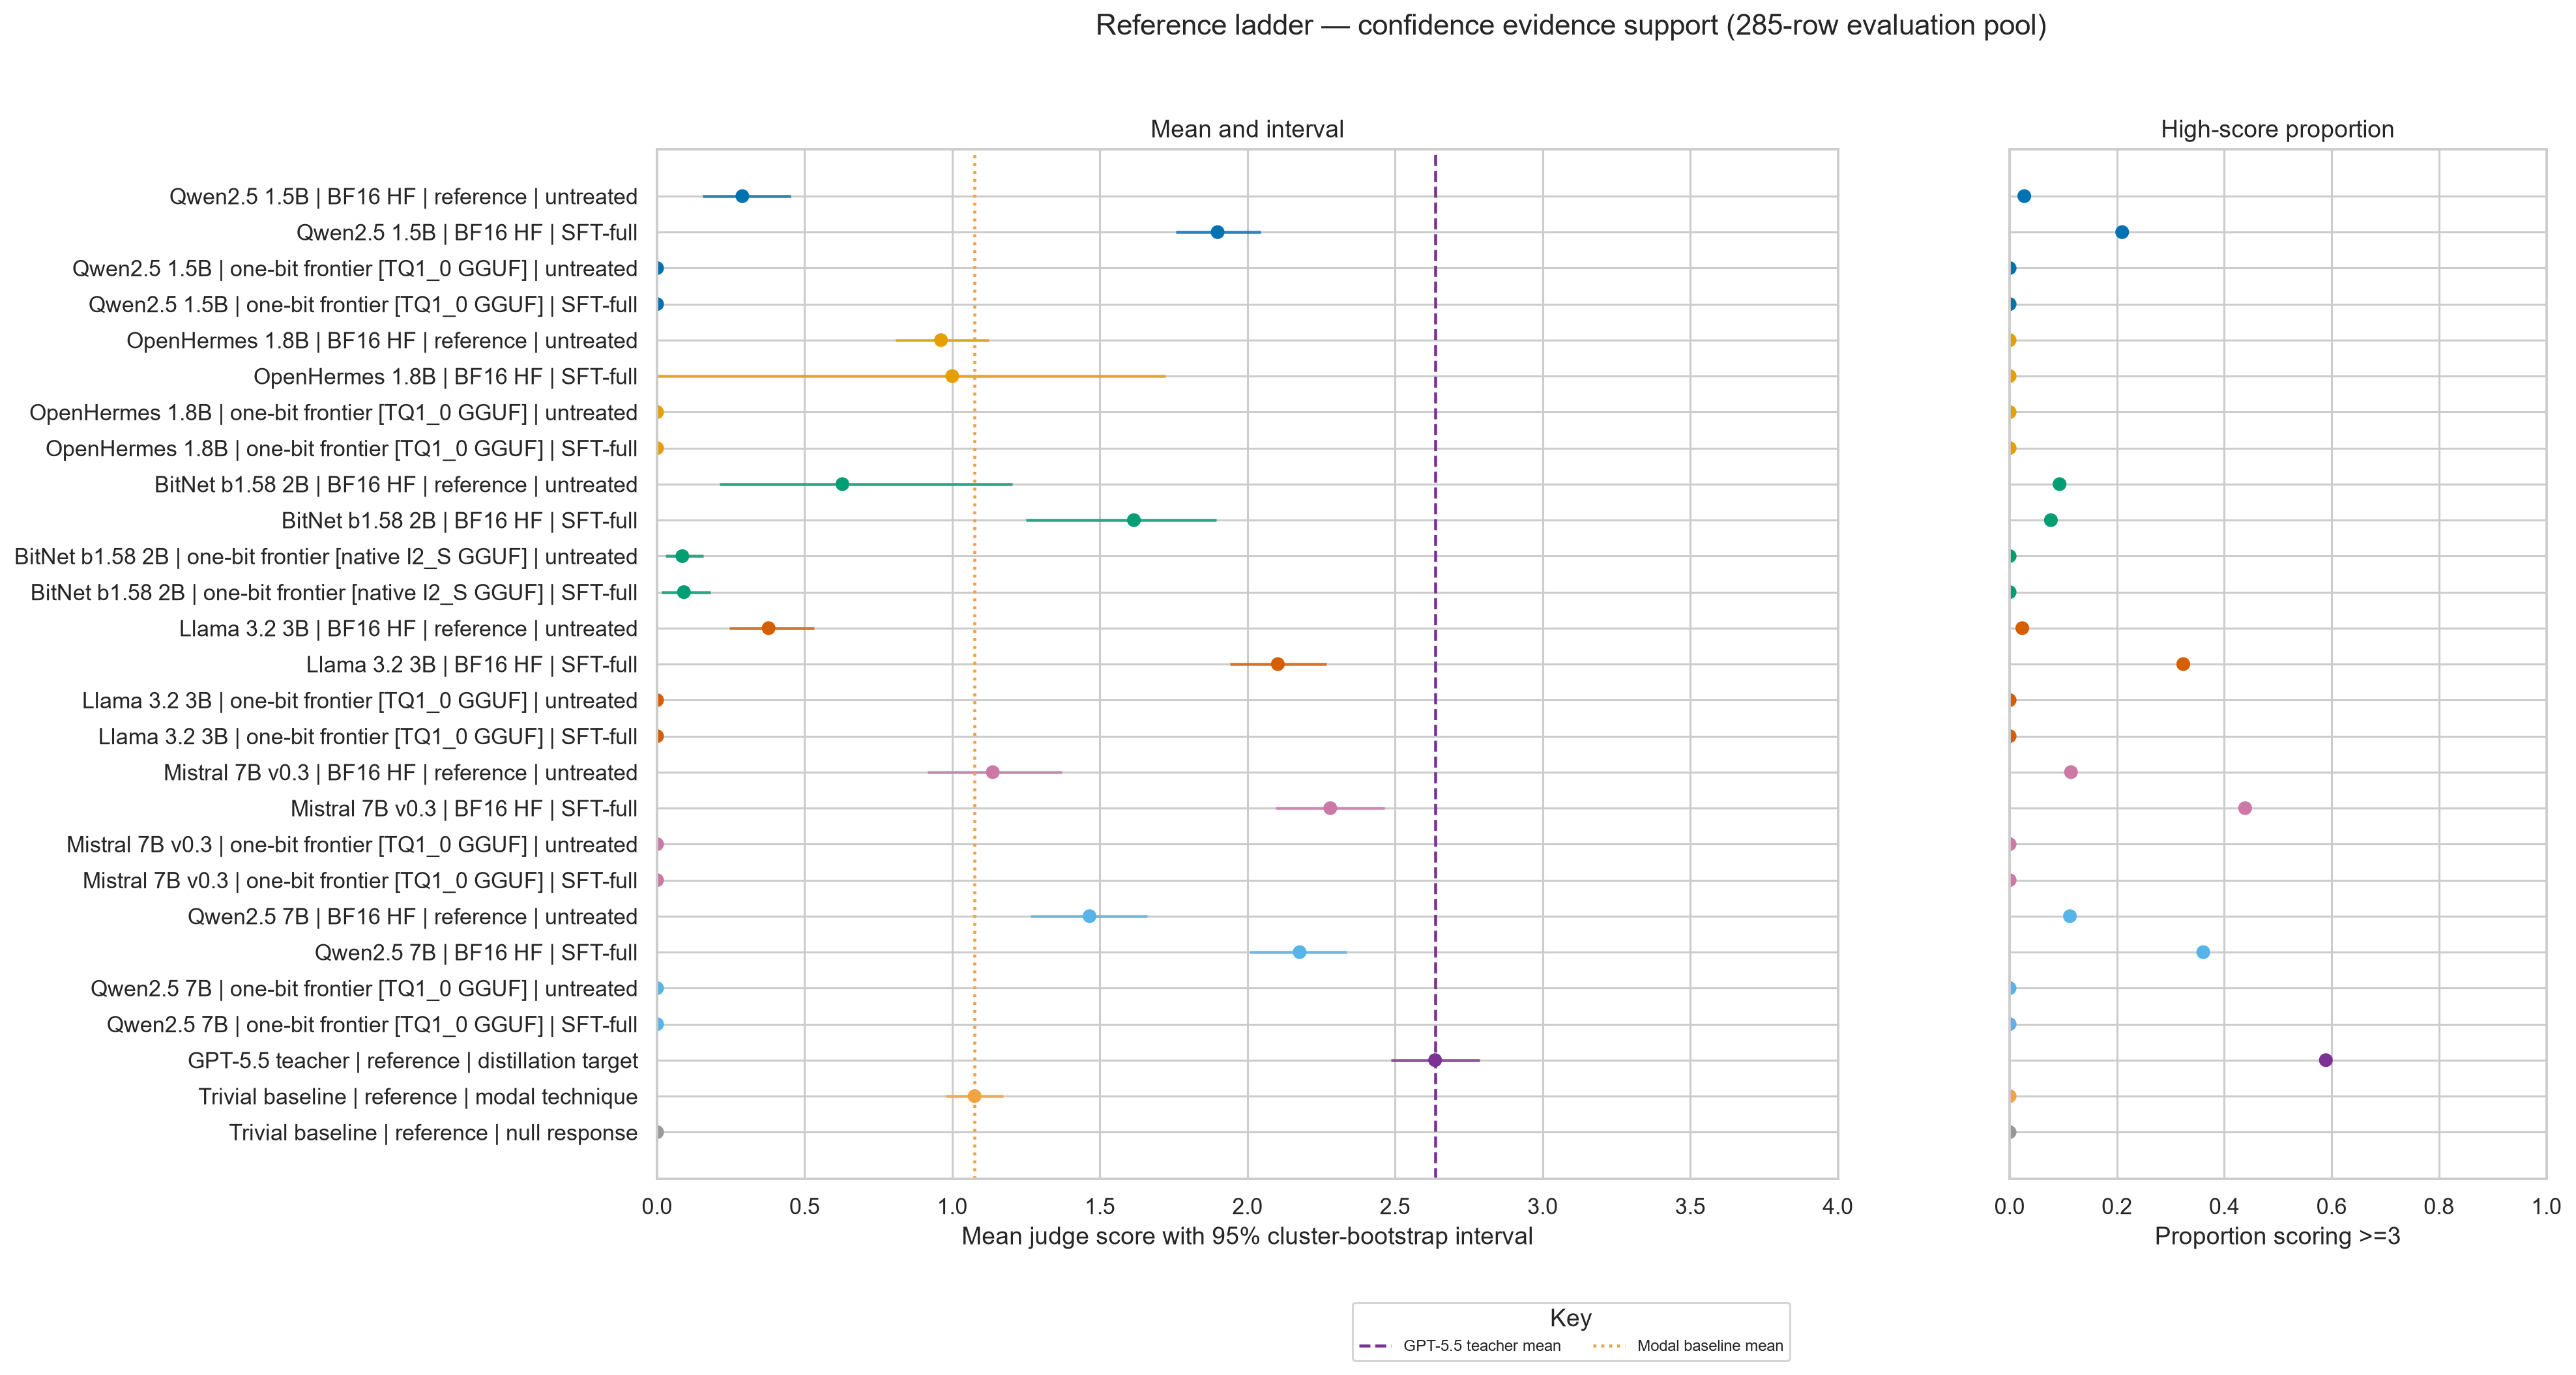 Reference ladder — confidence evidence support (285-row evaluation pool)
Mean and interval
High-score proportion
Qwen2.5 1.5B | BF16 HF | reference | untreated
Qwen2.5 1.5B | BF16 HF | SFT-full
Qwen2.5 1.5B | one-bit frontier [TQ1_0 GGUF] | untreated
Qwen2.5 1.5B | one-bit frontier [TQ1_0 GGUF] | SFT-full
OpenHermes 1.8B | BF16 HF | reference | untreated
OpenHermes 1.8B | BF16 HF | SFT-full
OpenHermes 1.8B | one-bit frontier [TQ1_0 GGUF] | untreated
OpenHermes 1.8B | one-bit frontier [TQ1_0 GGUF] | SFT-full
BitNet b1.58 2B | BF16 HF | reference | untreated
BitNet b1.58 2B | BF16 HF | SFT-full
BitNet b1.58 2B | one-bit frontier [native I2_S GGUF] | untreated
BitNet b1.58 2B | one-bit frontier [native I2_S GGUF] | SFT-full
Llama 3.2 3B | BF16 HF | reference | untreated
Llama 3.2 3B | BF16 HF | SFT-full
Llama 3.2 3B | one-bit frontier [TQ1_0 GGUF] | untreated
Llama 3.2 3B | one-bit frontier [TQ1_0 GGUF] | SFT-full
Mistral 7B v0.3 | BF16 HF | reference | untreated
Mistral 7B v0.3 | BF16 HF | SFT-full
Mistral 7B v0.3 | one-bit frontier [TQ1_0 GGUF] | untreated
Mistral 7B v0.3 | one-bit frontier [TQ1_0 GGUF] | SFT-full
Qwen2.5 7B | BF16 HF | reference | untreated
Qwen2.5 7B | BF16 HF | SFT-full
Qwen2.5 7B | one-bit frontier [TQ1_0 GGUF] | untreated
Qwen2.5 7B | one-bit frontier [TQ1_0 GGUF] | SFT-full
GPT-5.5 teacher | reference | distillation target
Trivial baseline | reference | modal technique
Trivial baseline | reference | null response
0.0 0.5 1.0 1.5 2.0 2.5 3.0 3.5 4.0
Mean judge score with 95% cluster-bootstrap interval
0.0 0.2 0.4 0.6 0.8 1.0
Proportion scoring >=3
Key
GPT-5.5 teacher mean
Modal baseline mean